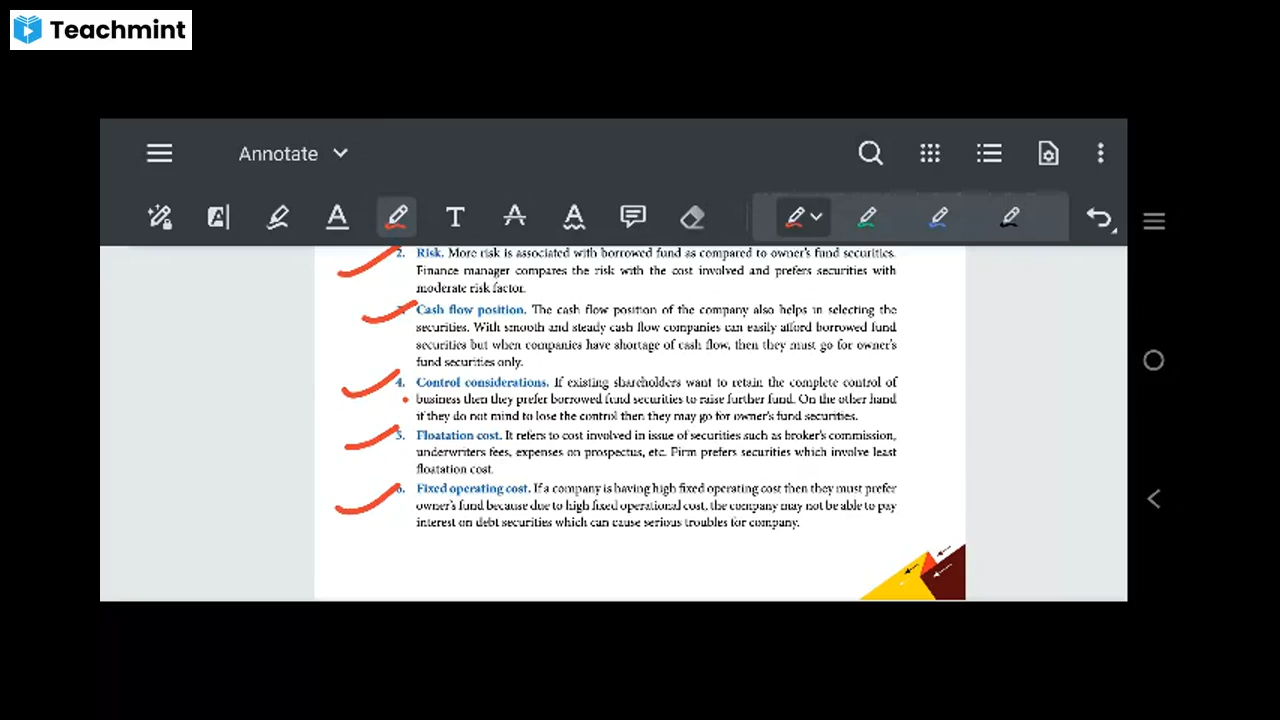 Teachmint
Annotate
2. Risk. More risk is associated with borrowed fund as compared to owner's fund securities.
Finance manager compares the risk with the cost involved and prefers securities with
moderate risk factor.
3. Cash flow position. The cash flow position of the company also helps in selecting the
securities. With smooth and steady cash flow companies can easily afford borrowed fund
securities but when companies have shortage of cash flow, then they must go for owner's
fund securities only.
4. Control considerations. If existing shareholders want to retain the complete control of
business then they prefer borrowed fund securities to raise further fund. On the other hand
if they do not mind to lose the control then they may go for owner's fund securities.
5. Floatation cost. It refers to cost involved in issue of securities such as broker's commission,
underwriters fees, expenses on prospectus, etc. Firm prefers securities which involve least
floatation cost.
6. Fixed operating cost. If a company is having high fixed operating cost then they must prefer
owner's fund because due to high fixed operational cost, the company may not be able to pay
interest on debt securities which can cause serious troubles for company.